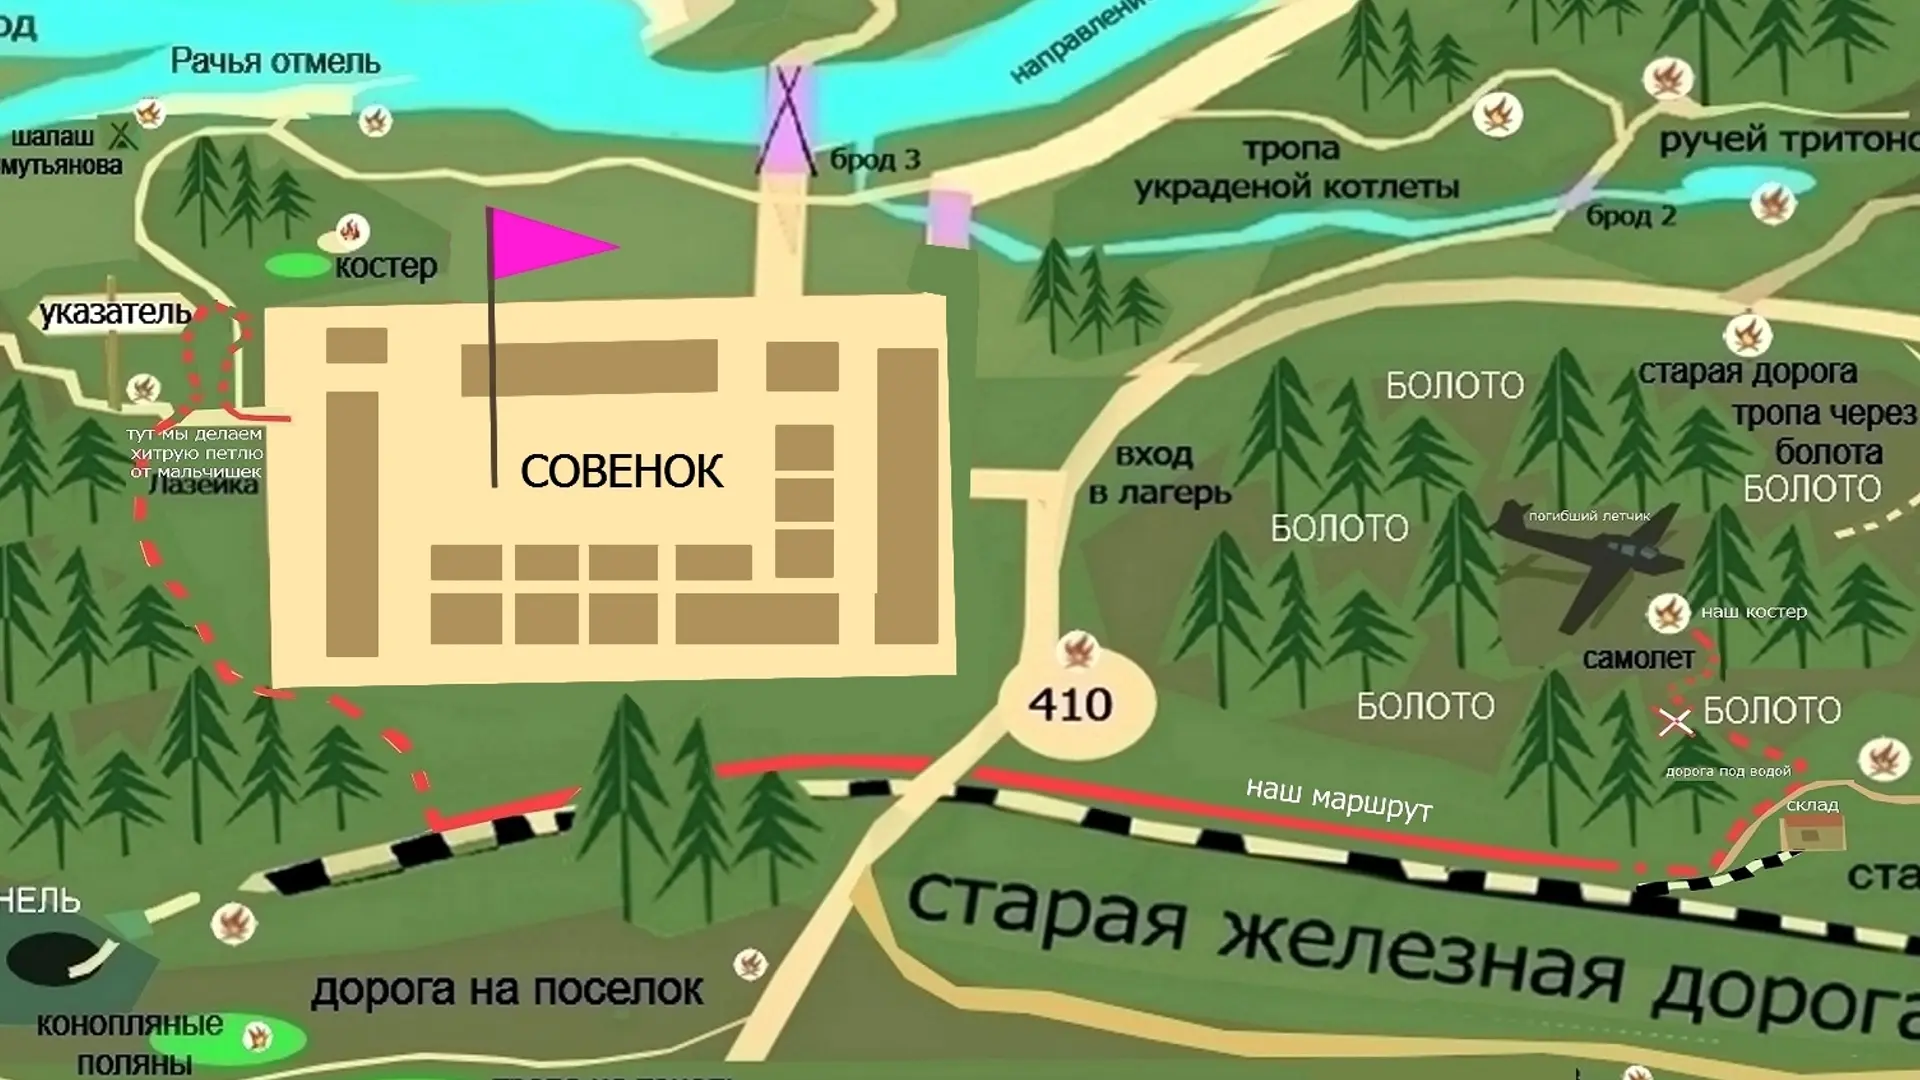 Рачья отмель
направлени
шалаш
мутьянова
брод 3
тропа
украденой котлеты
ручей тритоно
брод 2
костер
указатель
СОВЕНОК
тут мы делаем
хитрую петлю
от мальчишек
Лазейка
вход
в лагерь
БОЛОТО
старая дорога
тропа через
болота
БОЛОТО
БОЛОТО
погибший летчик
наш костер
самолет
БОЛОТО
БОЛОТО
410
дорога под водой
наш маршрут
склад
ста
НЕЛЬ
старая железная дорога
дорога на поселок
конопляные
поляны